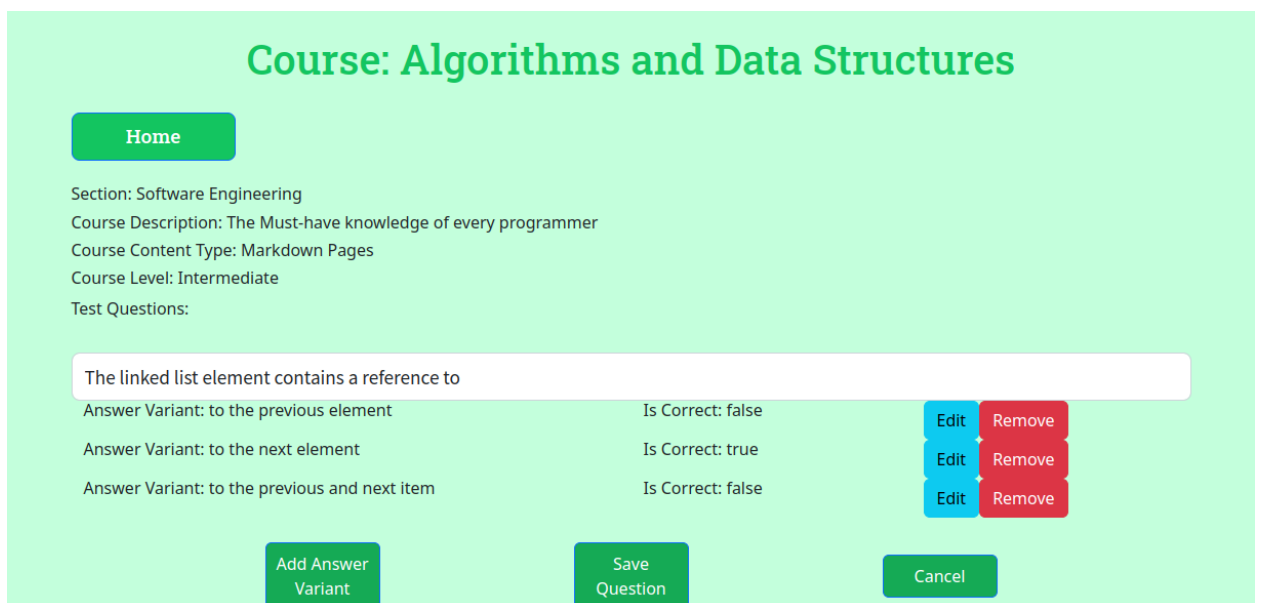 Course: Algorithms and Data Structures
Home
Section: Software Engineering
Course Description: The Must-have knowledge of every programmer
Course Content Type: Markdown Pages
Course Level: Intermediate
Test Questions:
The linked list element contains a reference to
Answer Variant: to the previous element Is Correct: false Edit Remove
Answer Variant: to the next element Is Correct: true Edit Remove
Answer Variant: to the previous and next item Is Correct: false Edit Remove
Add Answer
Variant
Save
Question
Cancel